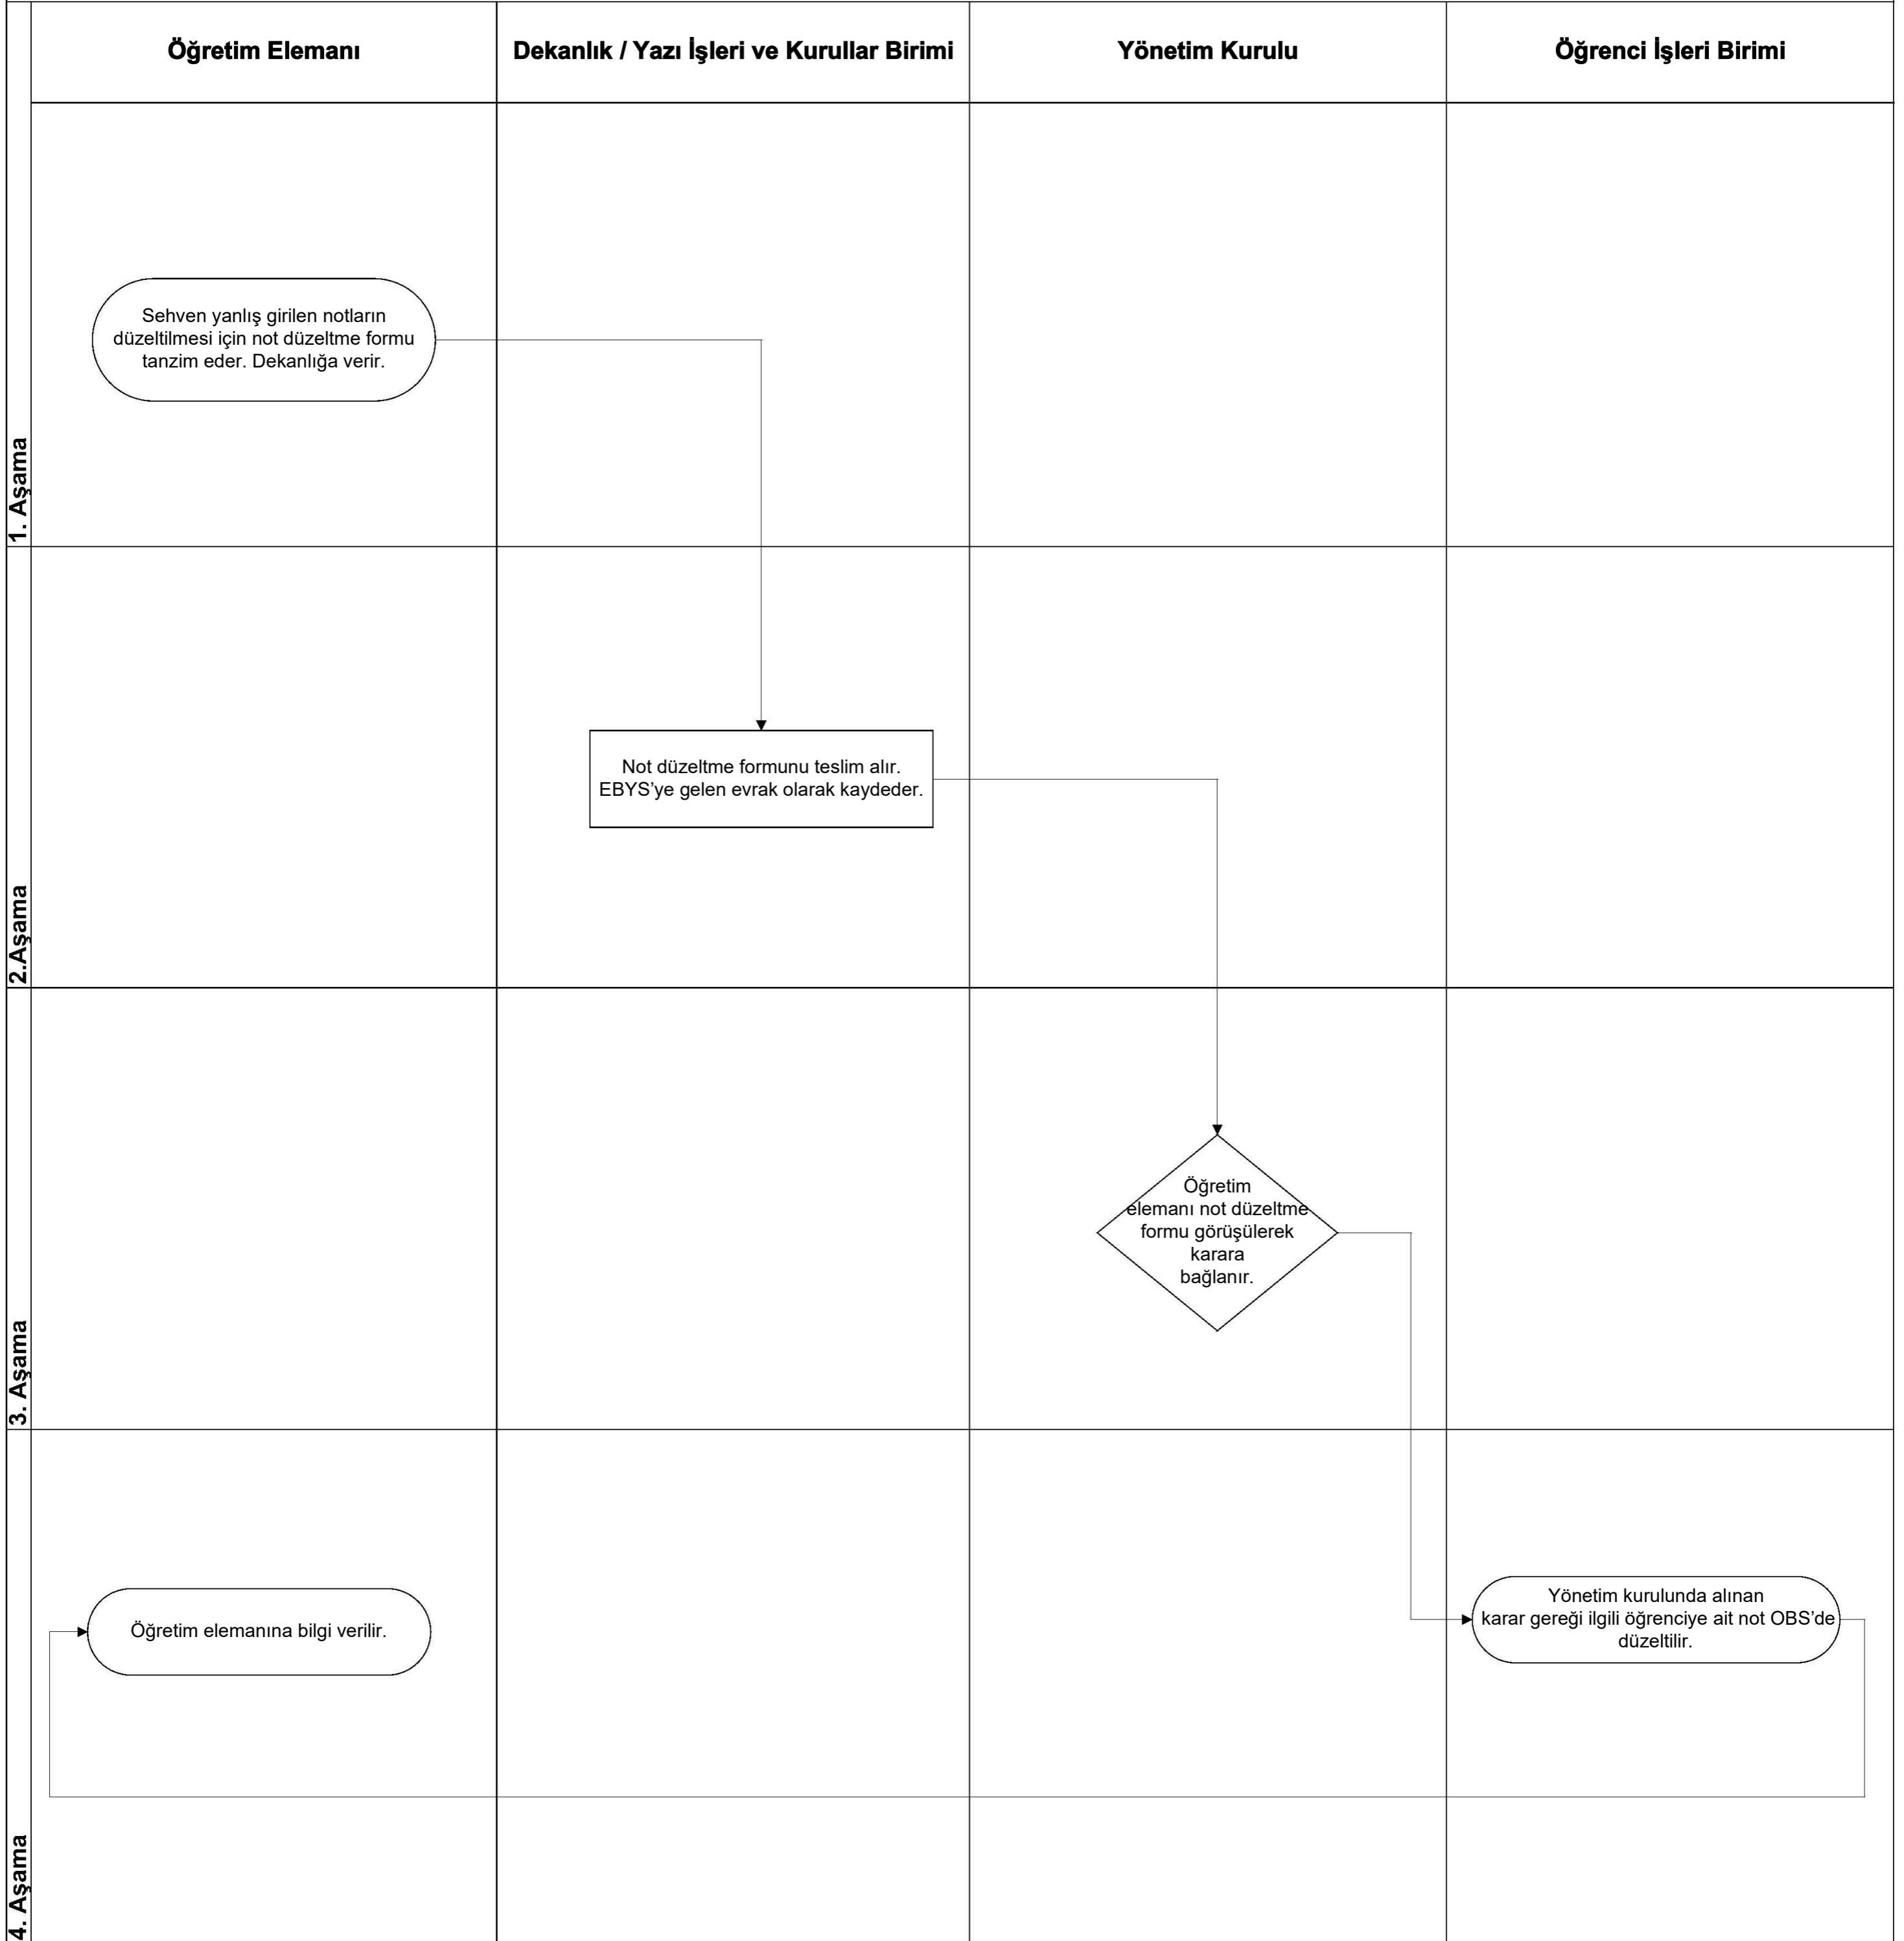 Öğretim Elemanı
Dekanlık / Yazı İşleri ve Kurullar Birimi
Yönetim Kurulu
Öğrenci İşleri Birimi
1. Aşama
Sehven yanlış girilen notların
düzeltilmesi için not düzeltme formu
tanzim eder. Dekanlığa verir.
2.Aşama
Not düzeltme formunu teslim alır.
EBYS’ye gelen evrak olarak kaydeder.
3. Aşama
Öğretim
elemanı not düzeltme
formu görüşülerek
karara
bağlanır.
4. Aşama
Öğretim elemanına bilgi verilir.
Yönetim kurulunda alınan
karar gereği ilgili öğrenciye ait not OBS’de
düzeltilir.